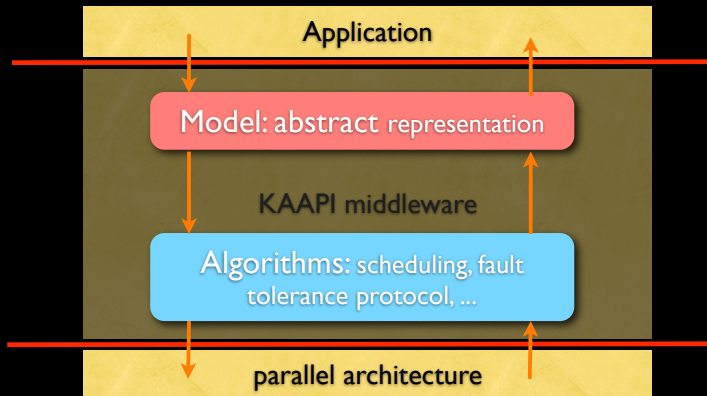 Application
Model: abstract representation
KAAPI middleware
Algorithms: scheduling, fault
tolerance protocol, ...
parallel architecture